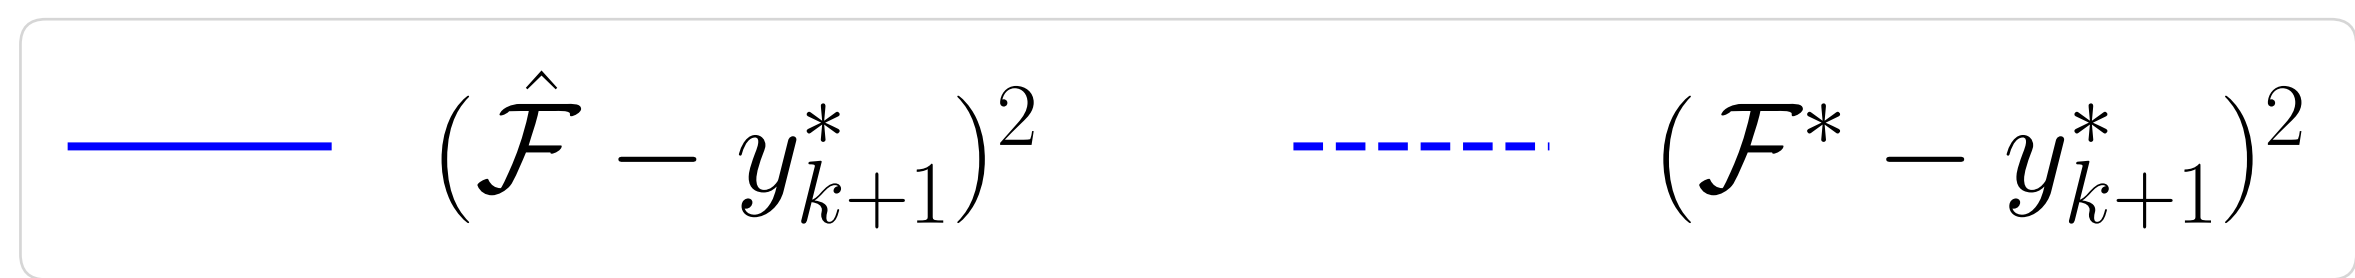 $(\hat{\mathcal{F}} - y^*_{k+1})^2$ $(\mathcal{F}^* - y^*_{k+1})^2$